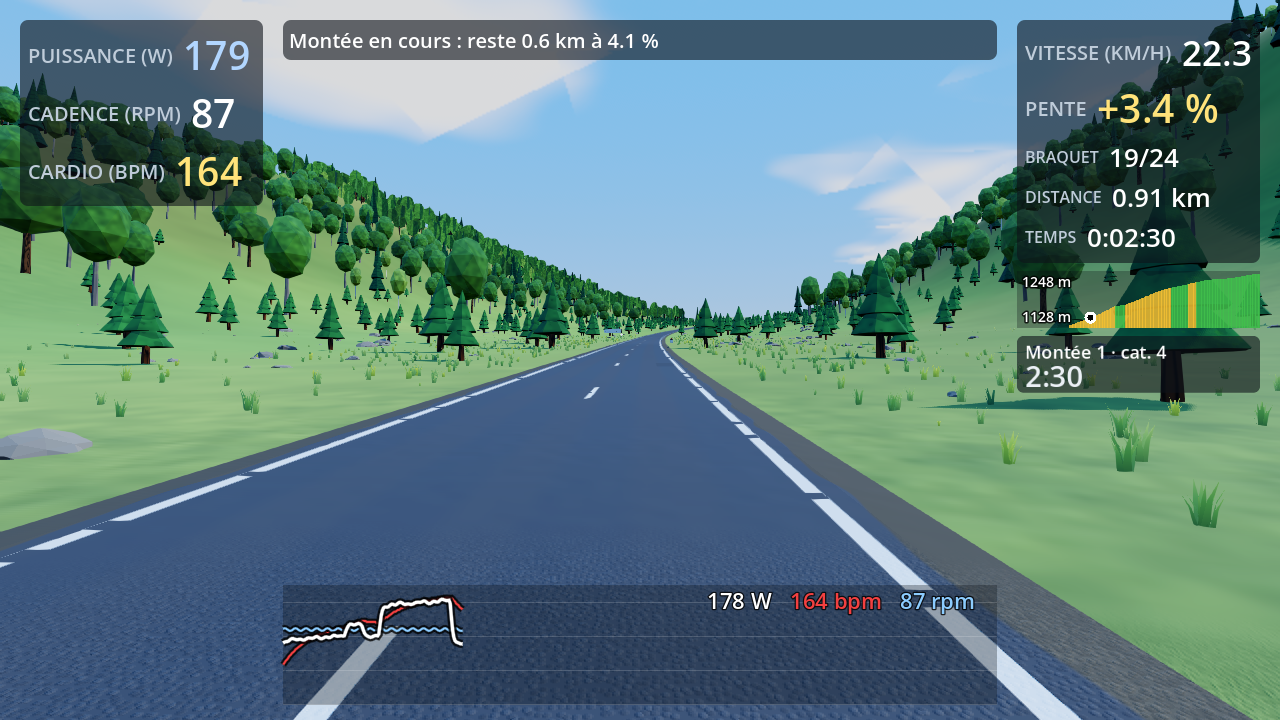 PUISSANCE (W) 179
CADENCE (RPM) 87
CARDIO (BPM) 164
Montée en cours : reste 0.6 km à 4.1 %
VITESSE (KM/H) 22.3
PENTE +3.4 %
BRAQUET 19/24
DISTANCE 0.91 km
TEMPS 0:02:30
1248 m
1128 m
Montée 1 · cat. 4
2:30
178 W 164 bpm 87 rpm